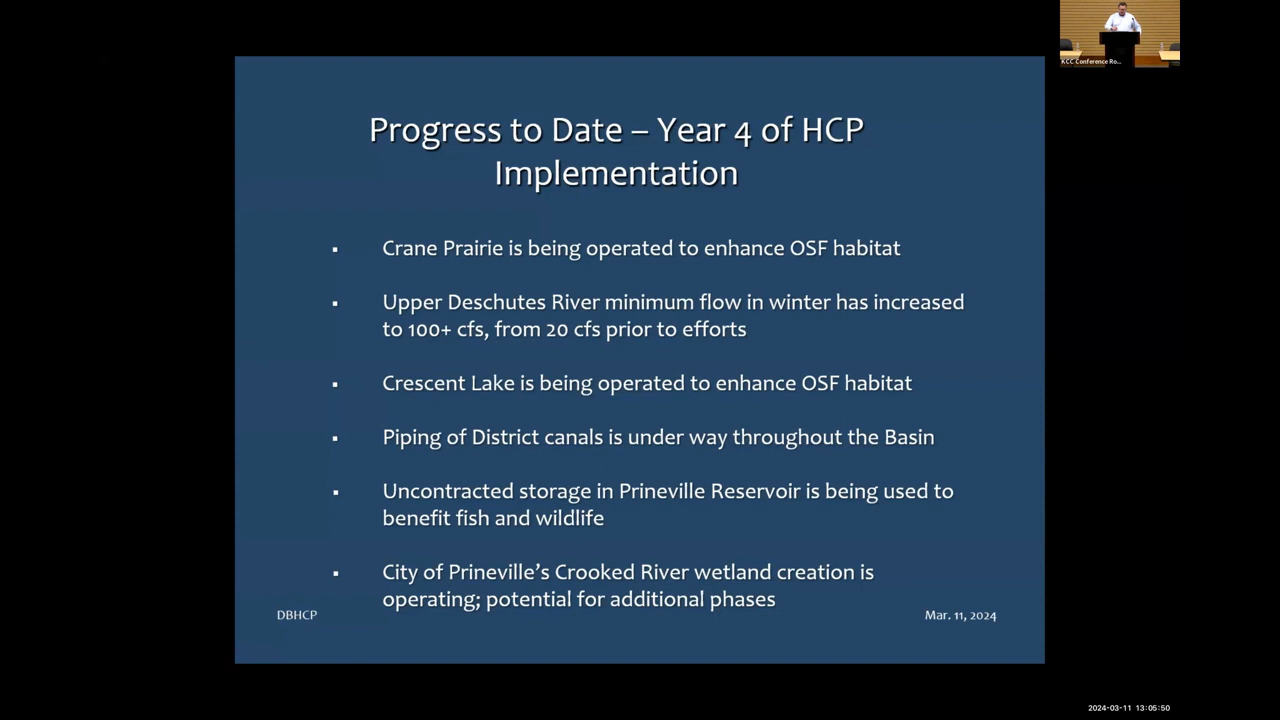 KCC Conference Ro...
Progress to Date – Year 4 of HCP
Implementation
▪ Crane Prairie is being operated to enhance OSF habitat
▪ Upper Deschutes River minimum flow in winter has increased
to 100+ cfs, from 20 cfs prior to efforts
▪ Crescent Lake is being operated to enhance OSF habitat
▪ Piping of District canals is under way throughout the Basin
▪ Uncontracted storage in Prineville Reservoir is being used to
benefit fish and wildlife
▪ City of Prineville’s Crooked River wetland creation is
operating; potential for additional phases
DBHCP
Mar. 11, 2024
2024-03-11 13:05:50